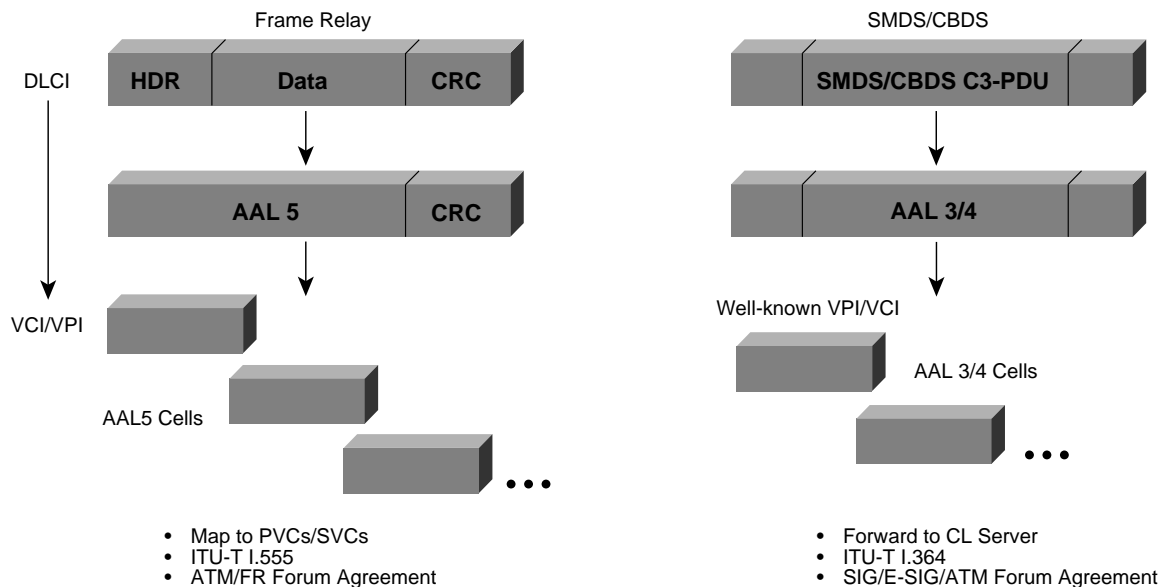 Frame Relay
DLCI
HDR
Data
CRC
AAL 5
CRC
VCI/VPI
AAL5 Cells
• Map to PVCs/SVCs
• ITU-T I.555
• ATM/FR Forum Agreement
SMDS/CBDS
SMDS/CBDS C3-PDU
AAL 3/4
Well-known VPI/VCI
AAL 3/4 Cells
• Forward to CL Server
• ITU-T I.364
• SIG/E-SIG/ATM Forum Agreement